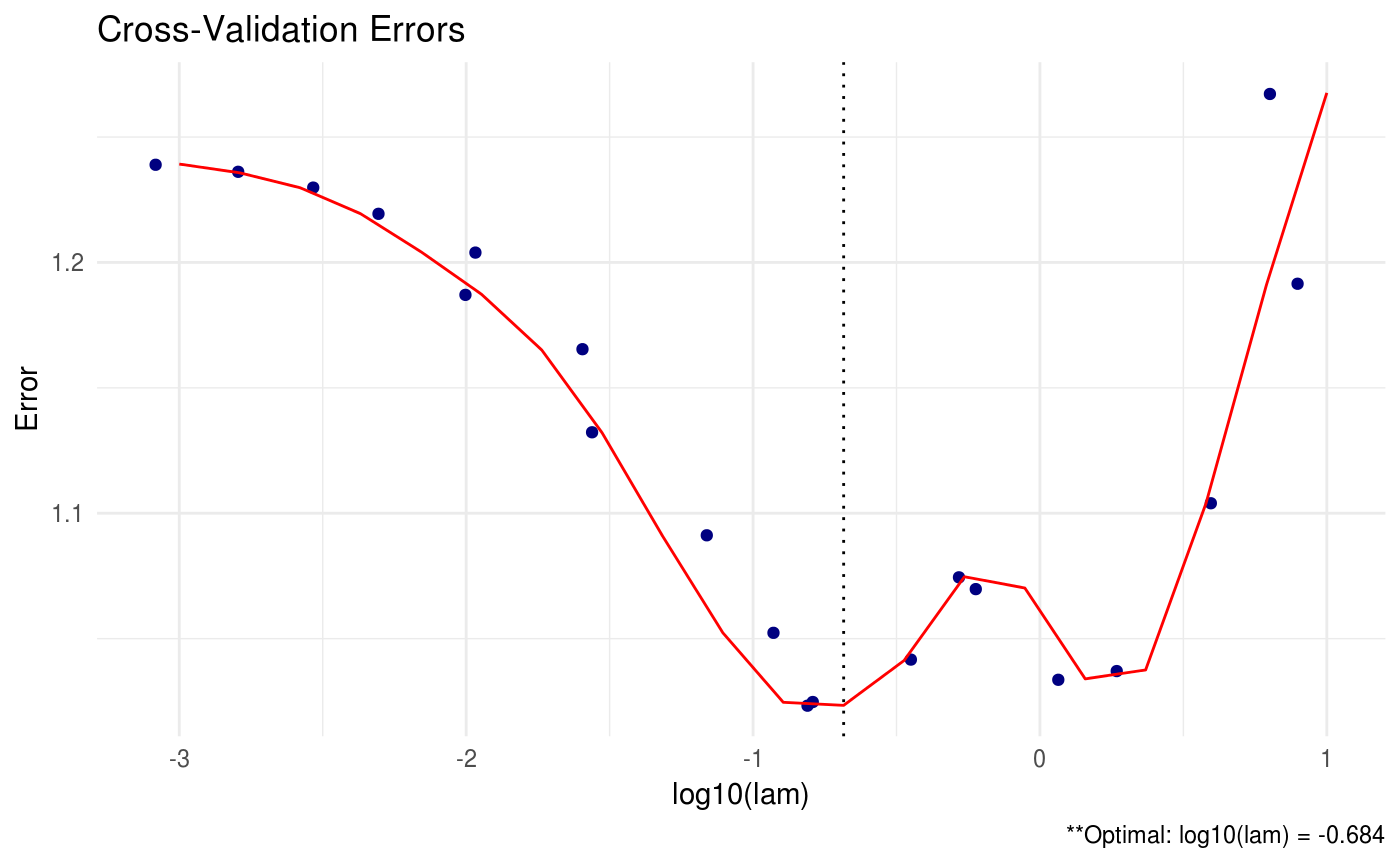 Cross-Validation Errors
Error
1.2
1.1
-3 -2 -1 0 1
log10(lam)
**Optimal: log10(lam) = -0.684